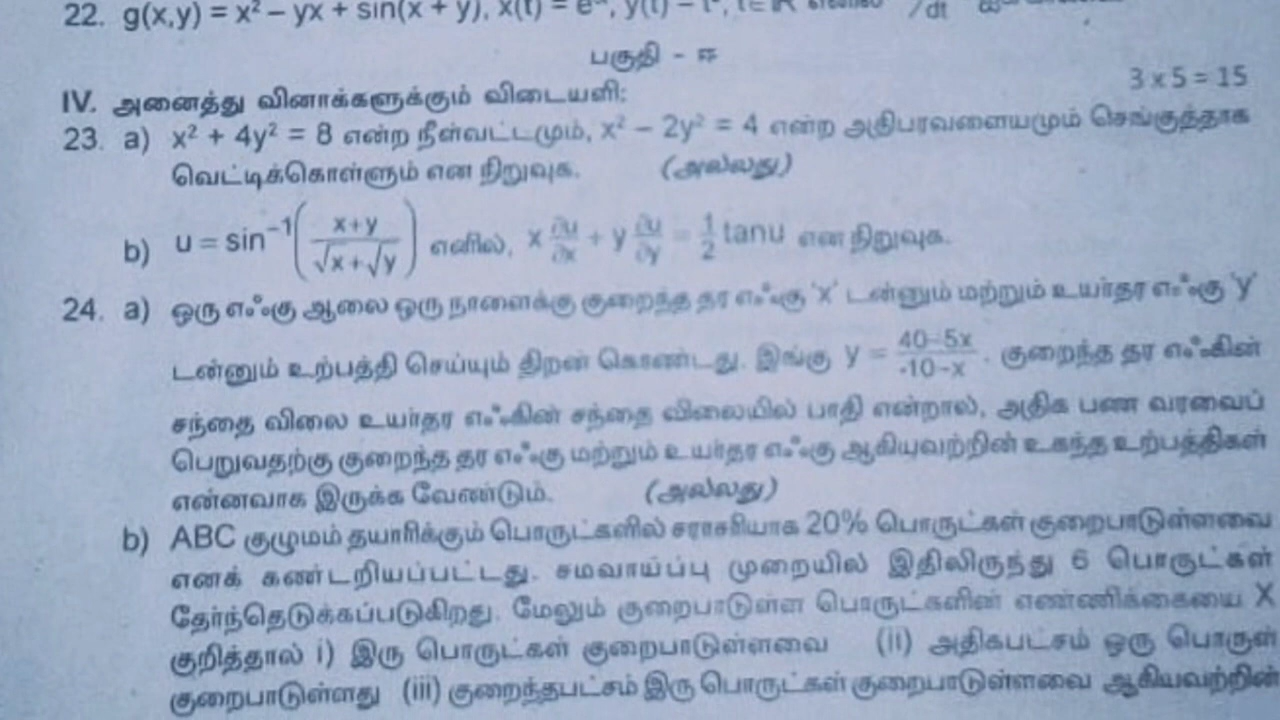 22. g(x,y) = x² – yx + sin(x + y), x(t) =
பகுதி - ஈ
IV. அனைத்து வினாக்களுக்கும் விடையளி: 3 x 5 = 15
23. a) x² + 4y² = 8 என்ற நீள்வட்டமும், x² – 2y² = 4 என்ற அதிபரவளையமும் செங்குத்தாக
வெட்டிக்கொள்ளும் என நிறுவுக. (அல்லது)
b) u = sin⁻¹((x+y)/(√x+√y)) எனில், x ∂u/∂x + y ∂u/∂y = 1/2 tanu என நிறுவுக.
24. a) ஒரு எஃகு ஆலை ஒரு நாளைக்கு குறைந்த தர எஃகு 'x' டன்னும் மற்றும் உயர்தர எஃகு 'y'
டன்னும் உற்பத்தி செய்யும் திறன் கொண்டது. இங்கு y = (40-5x)/(10-x). குறைந்த தர எஃகின்
சந்தை விலை உயர்தர எஃகின் சந்தை விலையில் பாதி என்றால், அதிக பண வரவைப்
பெறுவதற்கு குறைந்த தர எஃகு மற்றும் உயர்தர எஃகு ஆகியவற்றின் உகந்த உற்பத்திகள்
என்னவாக இருக்க வேண்டும். (அல்லது)
b) ABC குழுமம் தயாரிக்கும் பொருட்களில் சராசரியாக 20% பொருட்கள் குறைபாடுள்ளவை
எனக் கண்டறியப்பட்டது. சமவாய்ப்பு முறையில் இதிலிருந்து 6 பொருட்கள்
தேர்ந்தெடுக்கப்படுகிறது. மேலும் குறைபாடுள்ள பொருட்களின் எண்ணிக்கையை X
குறித்தால் i) இரு பொருட்கள் குறைபாடுள்ளவை (ii) அதிகபட்சம் ஒரு பொருள்
குறைபாடுள்ளது (iii) குறைந்தபட்சம் இரு பொருட்கள் குறைபாடுள்ளவை ஆகியவற்றின்